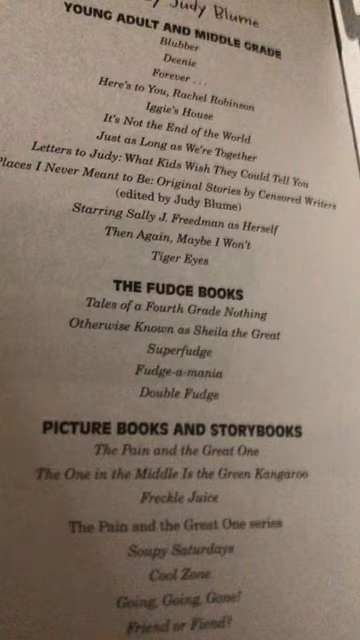 by Judy Blume
YOUNG ADULT AND MIDDLE GRADE
Blubber
Deenie
Forever . . .
Here's to You, Rachel Robinson
Iggie's House
It's Not the End of the World
Just as Long as We're Together
Letters to Judy: What Kids Wish They Could Tell You
Places I Never Meant to Be: Original Stories by Censored Writers
(edited by Judy Blume)
Starring Sally J. Freedman as Herself
Then Again, Maybe I Won't
Tiger Eyes
THE FUDGE BOOKS
Tales of a Fourth Grade Nothing
Otherwise Known as Sheila the Great
Superfudge
Fudge-a-mania
Double Fudge
PICTURE BOOKS AND STORYBOOKS
The Pain and the Great One
The One in the Middle Is the Green Kangaroo
Freckle Juice
The Pain and the Great One series
Soupy Saturdays
Cool Zone
Going, Going, Gone!
Friend or Fiend?